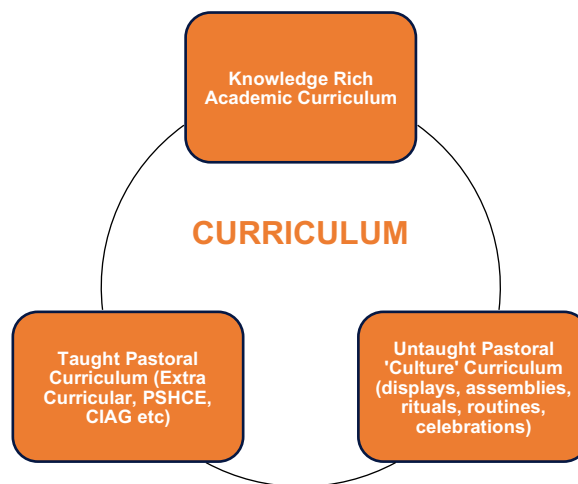 Knowledge Rich
Academic Curriculum
CURRICULUM
Taught Pastoral
Curriculum (Extra
Curricular, PSHCE,
CIAG etc)
Untaught Pastoral
'Culture' Curriculum
(displays, assemblies,
rituals, routines,
celebrations)